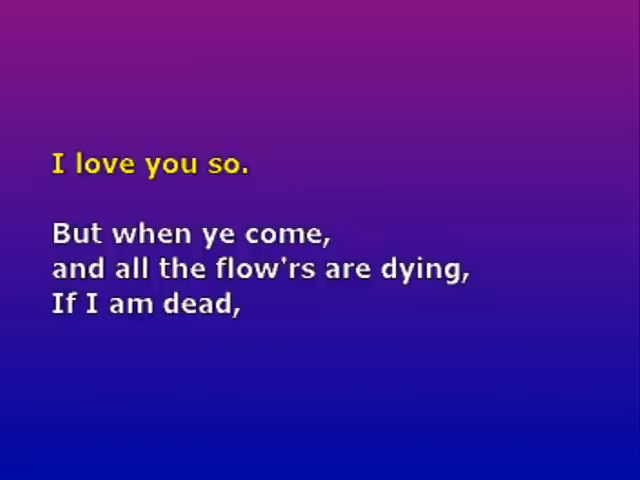 I love you so.
But when ye come,
and all the flow'rs are dying,
If I am dead,